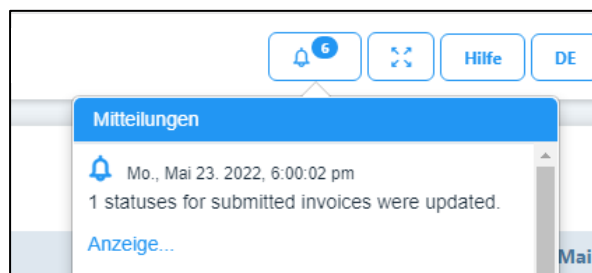 6
Hilfe
DE
Mitteilungen
Mo., Mai 23. 2022, 6:00:02 pm
1 statuses for submitted invoices were updated.
Anzeige...
Mai